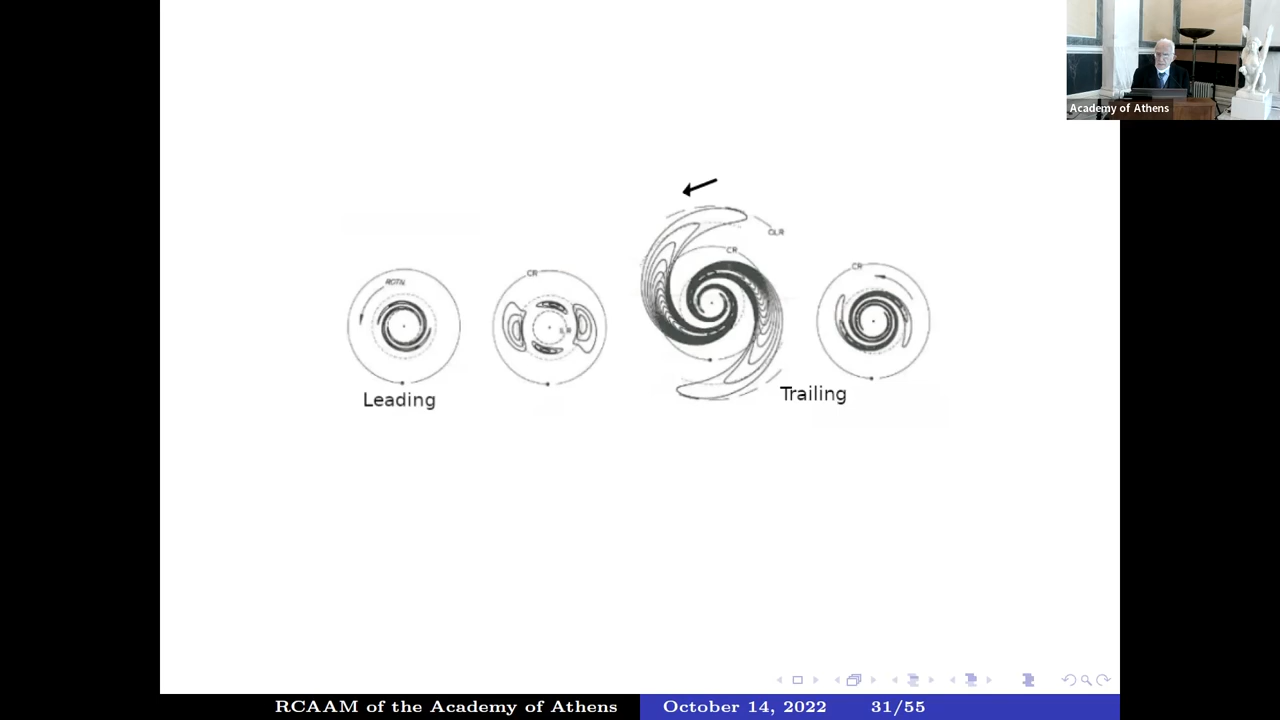 Academy of Athens
OLR
CR
CR
CR
ROTN
Leading
Trailing
RCAAM of the Academy of Athens
October 14, 2022
31/55